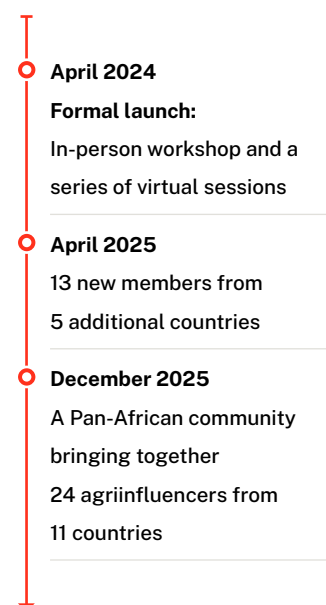 April 2024
Formal launch:
In-person workshop and a
series of virtual sessions
April 2025
13 new members from
5 additional countries
December 2025
A Pan-African community
bringing together
24 agriinfluencers from
11 countries